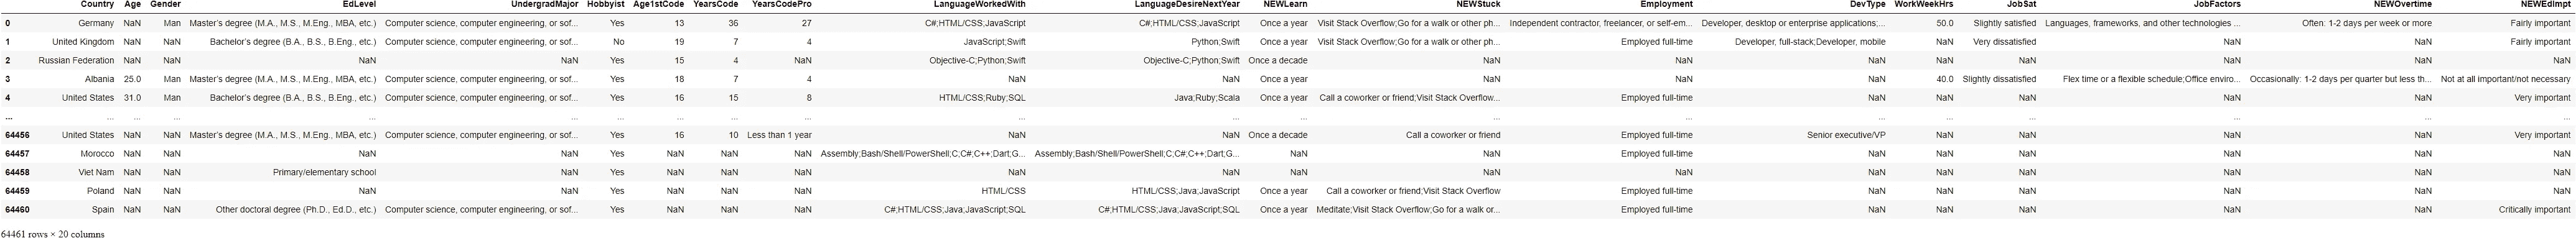 Country Age Gender EdLevel UndergradMajor Hobbyist Age1stCode YearsCode YearsCodePro LanguageWorkedWith LanguageDesireNextYear NEWLearn NEWStuck Employment DevType WorkWeekHrs JobSat JobFactors NEWOvertime NEWEdImpt
0 Germany NaN Man Master's degree (M.A., M.S., M.Eng., MBA, etc.) Computer science, computer engineering, or sof... Yes 13 36 27 C#;HTML/CSS;JavaScript C#;HTML/CSS;JavaScript Once a year Visit Stack Overflow;Go for a walk or other ph... Independent contractor, freelancer, or self-em... Developer, desktop or enterprise applications;... 50.0 Slightly satisfied Languages, frameworks, and other technologies ... Often: 1-2 days per week or more Fairly important
1 United Kingdom NaN NaN Bachelor's degree (B.A., B.S., B.Eng., etc.) Computer science, computer engineering, or sof... No 19 7 4 JavaScript;Swift Python;Swift Once a year Visit Stack Overflow;Go for a walk or other ph... Employed full-time Developer, full-stack;Developer, mobile NaN Very dissatisfied NaN NaN Fairly important
2 Russian Federation NaN NaN NaN NaN Yes 15 4 NaN Objective-C;Python;Swift Objective-C;Python;Swift Once a decade NaN NaN NaN NaN NaN NaN NaN NaN
3 Albania 25.0 Man Master's degree (M.A., M.S., M.Eng., MBA, etc.) Computer science, computer engineering, or sof... Yes 18 7 4 NaN NaN Once a year NaN NaN NaN 40.0 Slightly dissatisfied Flex time or a flexible schedule;Office enviro... Occasionally: 1-2 days per quarter but less th... Not at all important/not necessary
4 United States 31.0 Man Bachelor's degree (B.A., B.S., B.Eng., etc.) Computer science, computer engineering, or sof... Yes 16 15 8 HTML/CSS;Ruby;SQL Java;Ruby;Scala Once a year Call a coworker or friend;Visit Stack Overflow... Employed full-time NaN NaN NaN NaN NaN Very important
... ... ... ... ... ... ... ... ... ... ... ... ... ... ... ... ... ... ... ... ...
64456 United States NaN NaN Master's degree (M.A., M.S., M.Eng., MBA, etc.) Computer science, computer engineering, or sof... Yes 16 10 Less than 1 year NaN NaN Once a decade Call a coworker or friend Employed full-time Senior executive/VP NaN NaN NaN NaN Very important
64457 Morocco NaN NaN NaN NaN Yes NaN NaN NaN Assembly;Bash/Shell/PowerShell;C;C#;C++;Dart;G... Assembly;Bash/Shell/PowerShell;C;C#;C++;Dart;G... NaN NaN Employed full-time NaN NaN NaN NaN NaN NaN
64458 Viet Nam NaN NaN Primary/elementary school NaN Yes NaN NaN NaN NaN NaN NaN NaN NaN NaN NaN NaN NaN NaN NaN
64459 Poland NaN NaN NaN NaN Yes NaN NaN NaN HTML/CSS HTML/CSS;Java;JavaScript Once a year Call a coworker or friend;Visit Stack Overflow Employed full-time NaN NaN NaN NaN NaN NaN
64460 Spain NaN NaN Other doctoral degree (Ph.D., Ed.D., etc.) Computer science, computer engineering, or sof... Yes NaN NaN NaN C#;HTML/CSS;Java;JavaScript;SQL C#;HTML/CSS;Java;JavaScript;SQL Once a year Meditate;Visit Stack Overflow;Go for a walk or... Employed full-time NaN NaN NaN NaN NaN Critically important
64461 rows × 20 columns